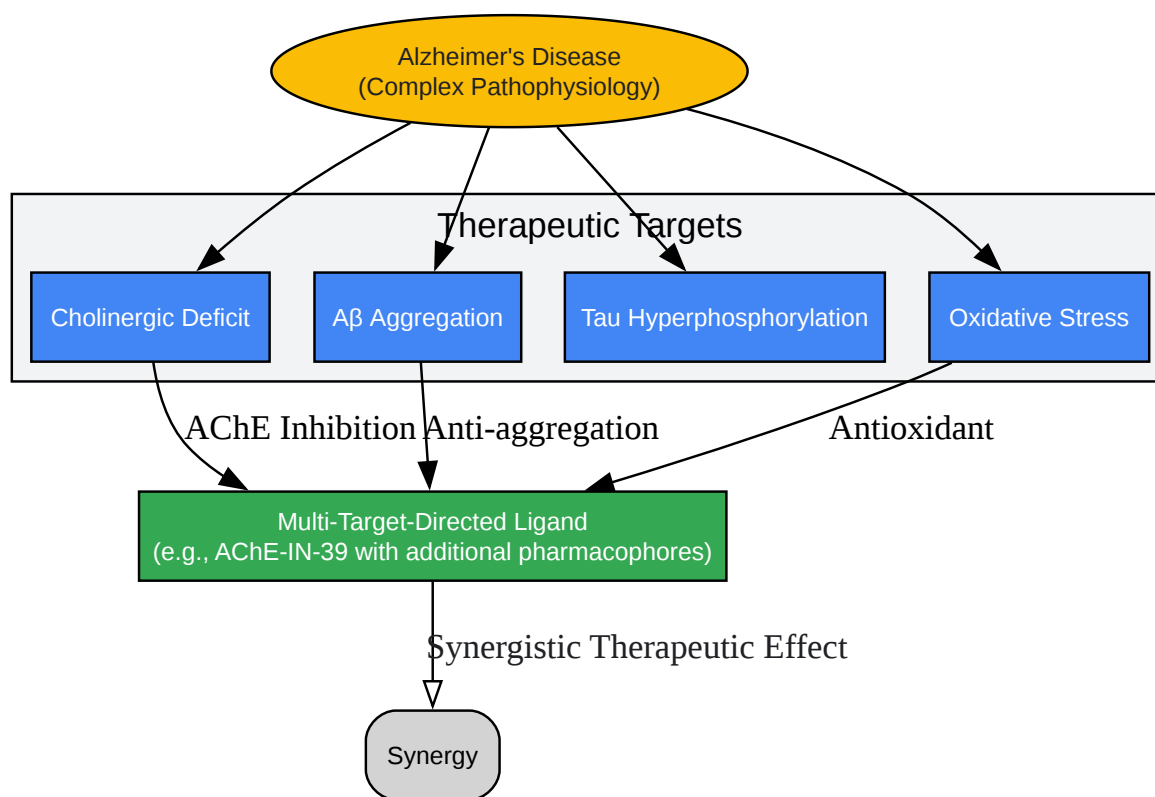 Alzheimer's Disease
(Complex Pathophysiology)
Therapeutic Targets
Cholinergic Deficit
Aβ Aggregation
Tau Hyperphosphorylation
Oxidative Stress
AChE Inhibition
Anti-aggregation
Antioxidant
Multi-Target-Directed Ligand
(e.g., AChE-IN-39 with additional pharmacophores)
Synergistic Therapeutic Effect
Synergy